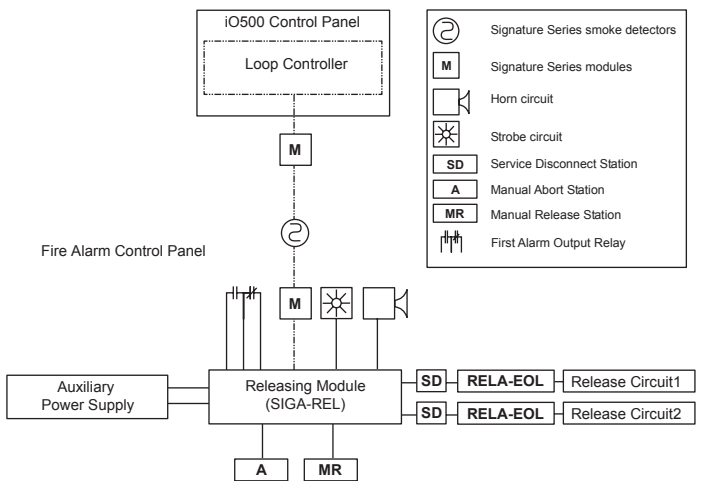 iO500 Control Panel
Loop Controller
M
Fire Alarm Control Panel
M
Auxiliary
Power Supply
Releasing Module
(SIGA-REL)
SD
RELA-EOL
Release Circuit1
SD
RELA-EOL
Release Circuit2
A
MR
Signature Series smoke detectors
M
Signature Series modules
Horn circuit
Strobe circuit
SD
Service Disconnect Station
A
Manual Abort Station
MR
Manual Release Station
First Alarm Output Relay